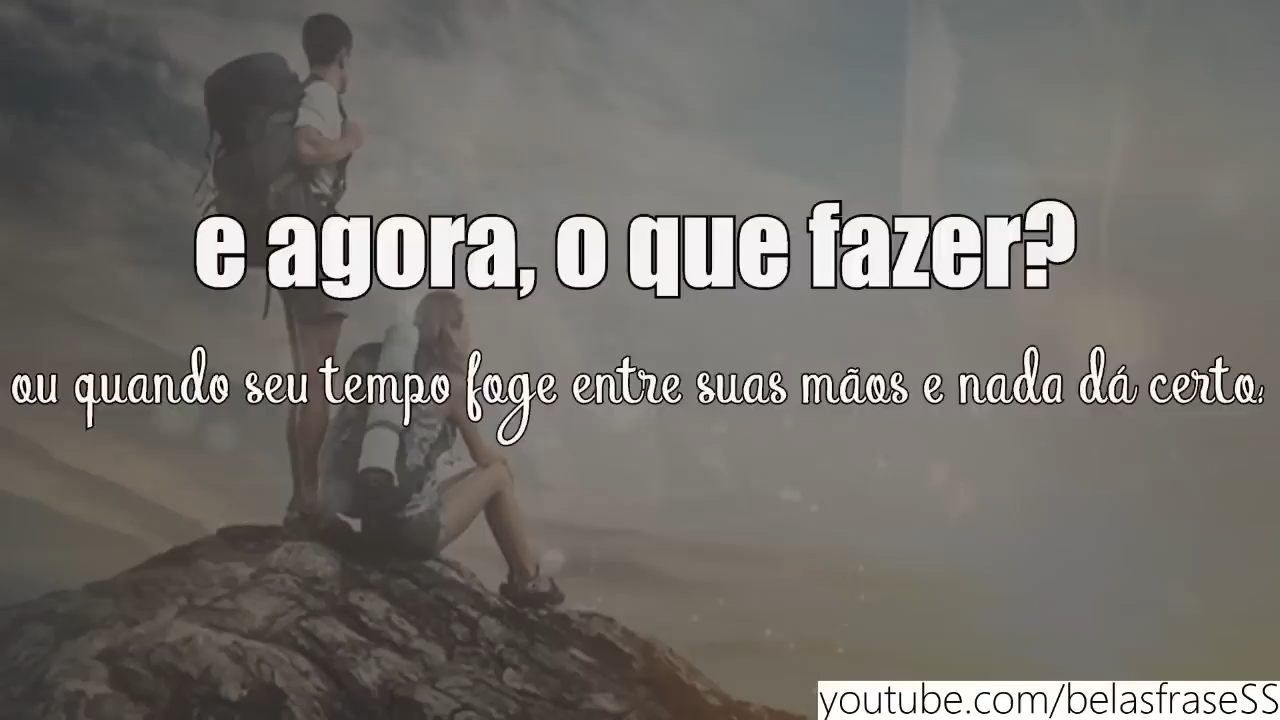 e agora, o que fazer?
ou quando seu tempo foge entre suas mãos e nada dá certo.
youtube.com/belasfraseSS